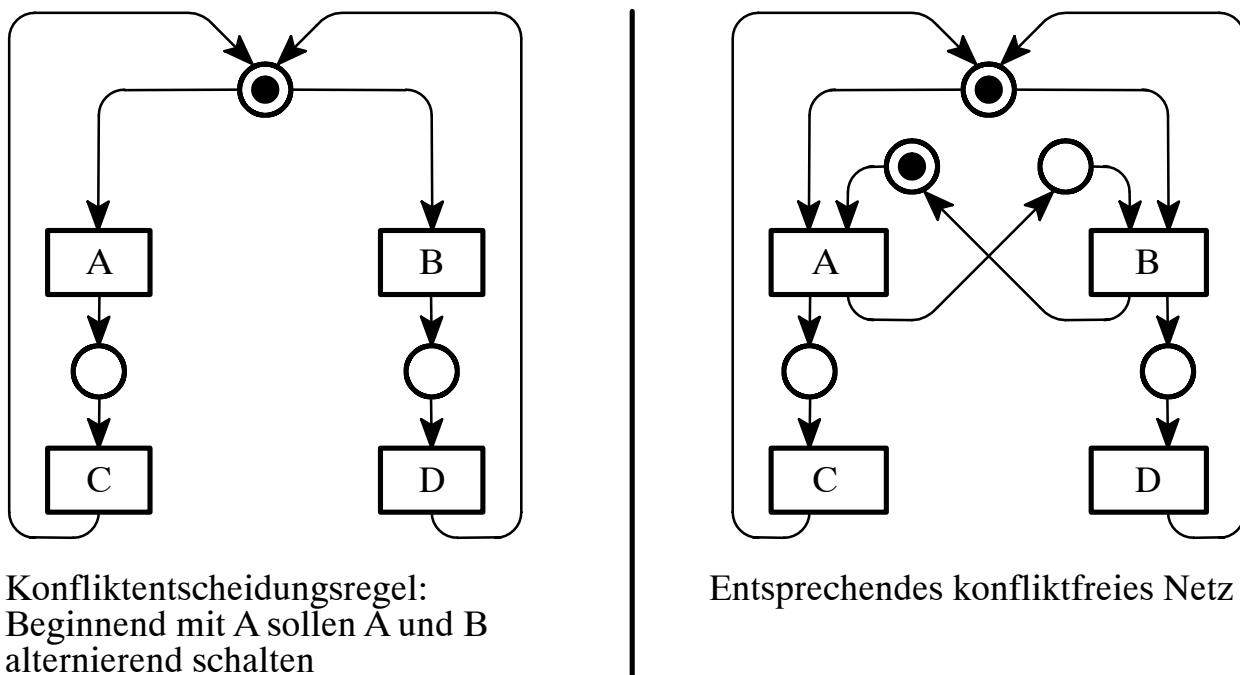 A
B
C
D
Konfliktentscheidungsregel:
Beginnend mit A sollen A und B
alternierend schalten
A
B
C
D
Entsprechendes konfliktfreies Netz